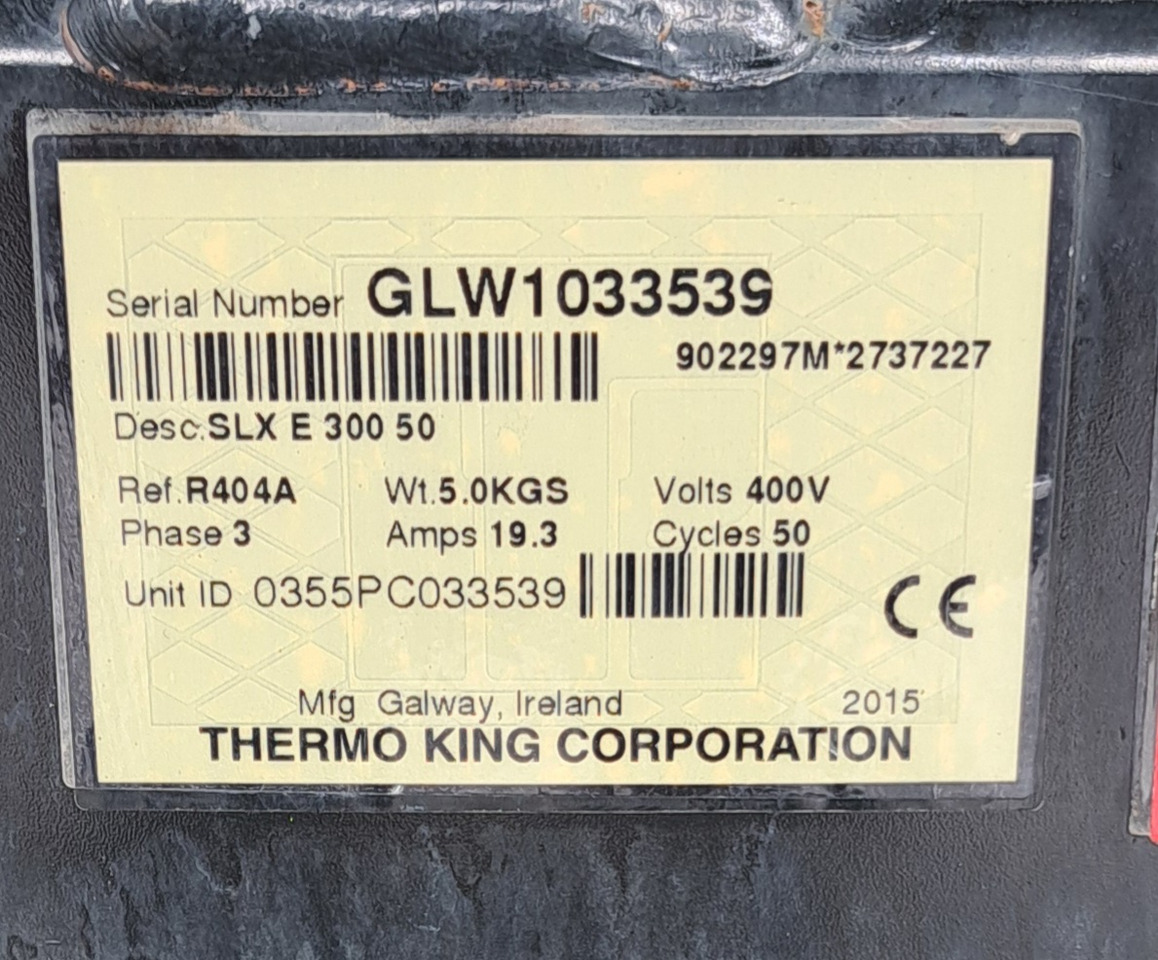 Serial Number GLW1033539
902297M*2737227
Desc.SLX E 300 50
Ref.R404A Wt.5.0KGS Volts 400V
Phase 3 Amps 19.3 Cycles 50
Unit ID 0355PC033539
CE
Mfg Galway, Ireland 2015
THERMO KING CORPORATION